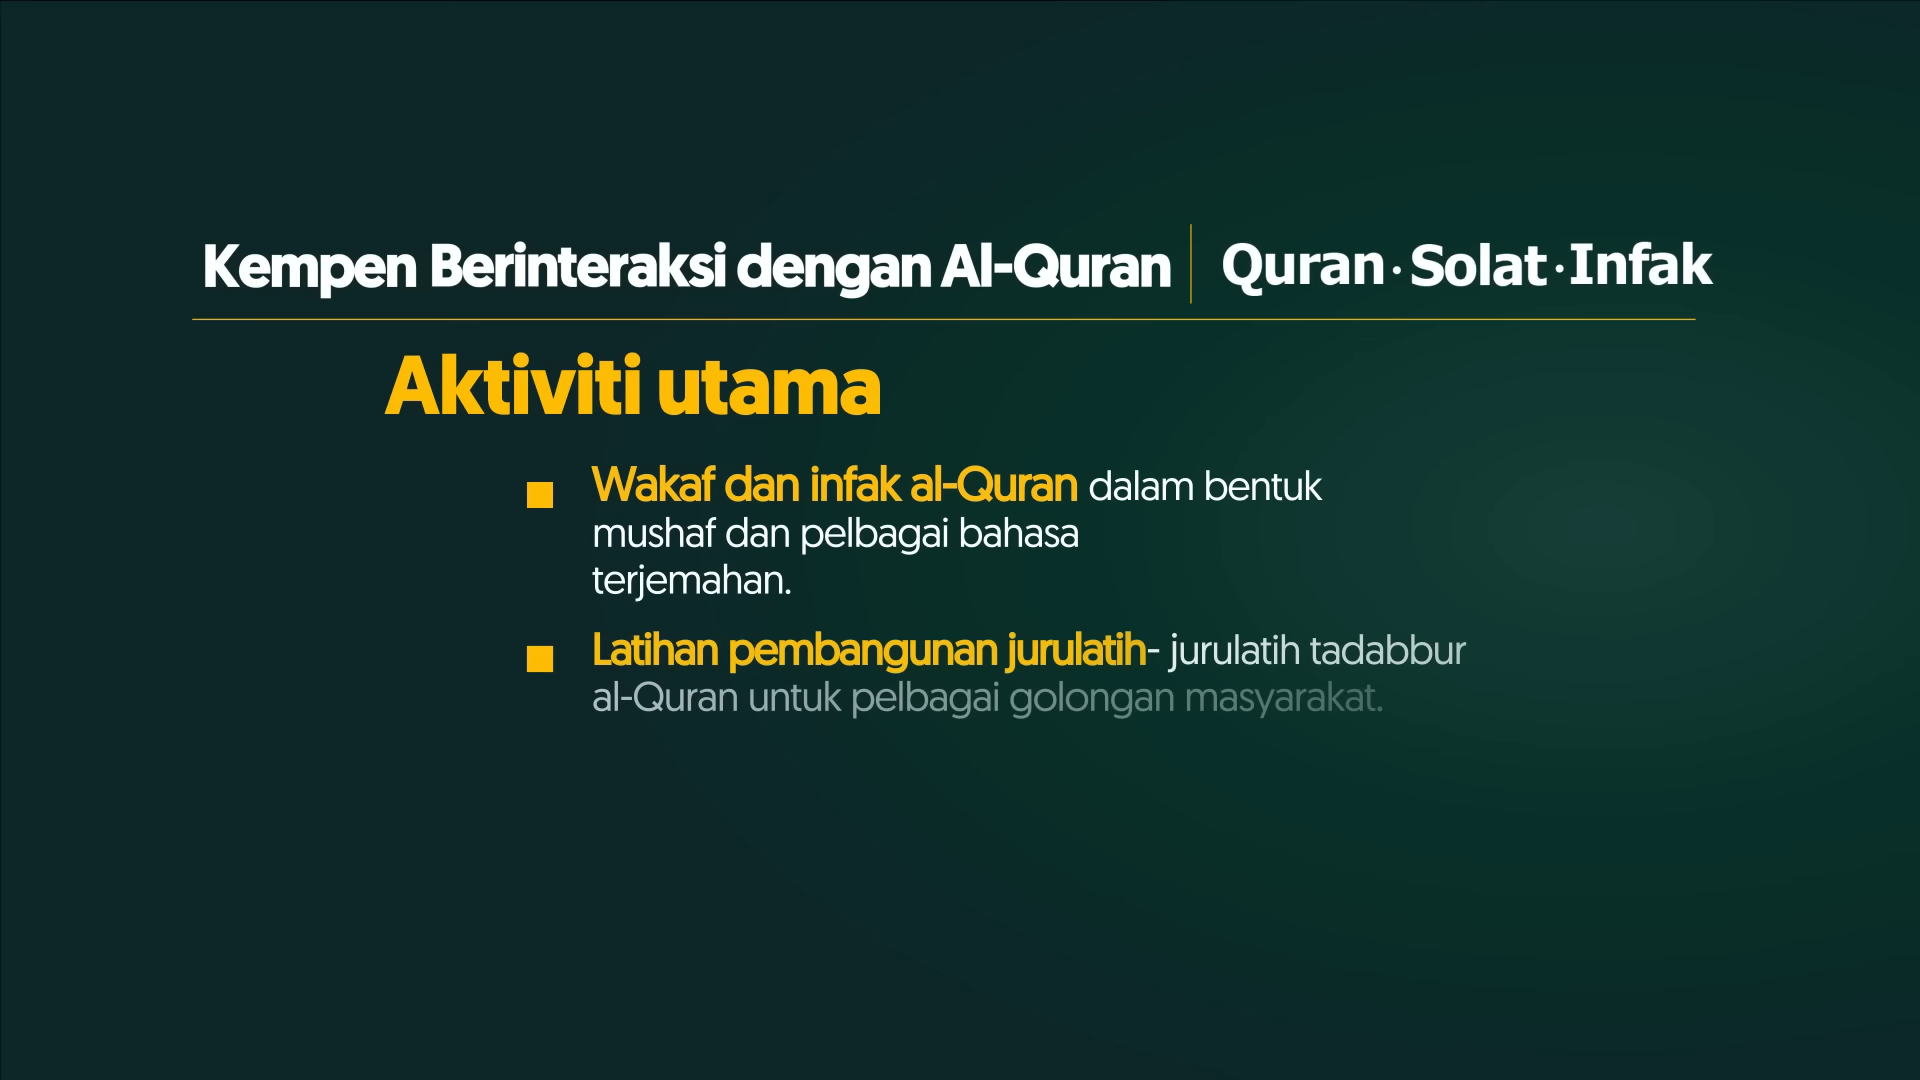 Kempen Berinteraksi dengan Al-Quran
Quran · Solat · Infak
Aktiviti utama
Wakaf dan infak al-Quran dalam bentuk
mushaf dan pelbagai bahasa
terjemahan.
Latihan pembangunan jurulatih- jurulatih tadabbur
al-Quran untuk pelbagai golongan masyarakat.